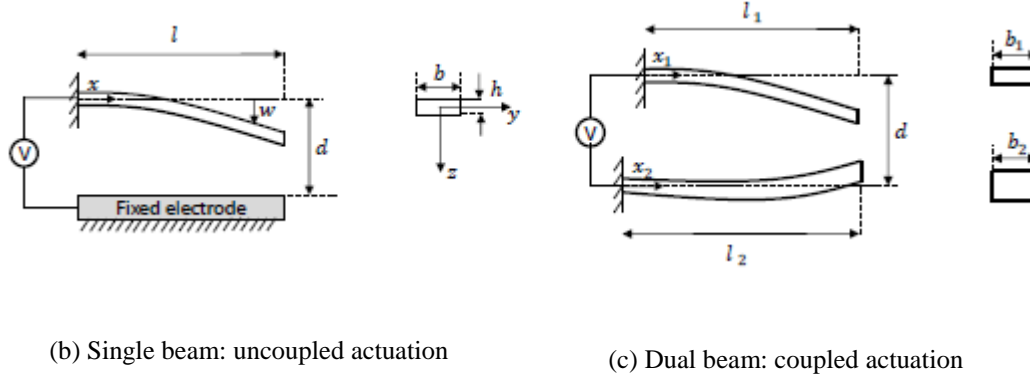 l
x
w
d
V
Fixed electrode
b
h
y
z
l₁
x₁
d
V
x₂
l₂
b₁
b₂
(b) Single beam: uncoupled actuation
(c) Dual beam: coupled actuation